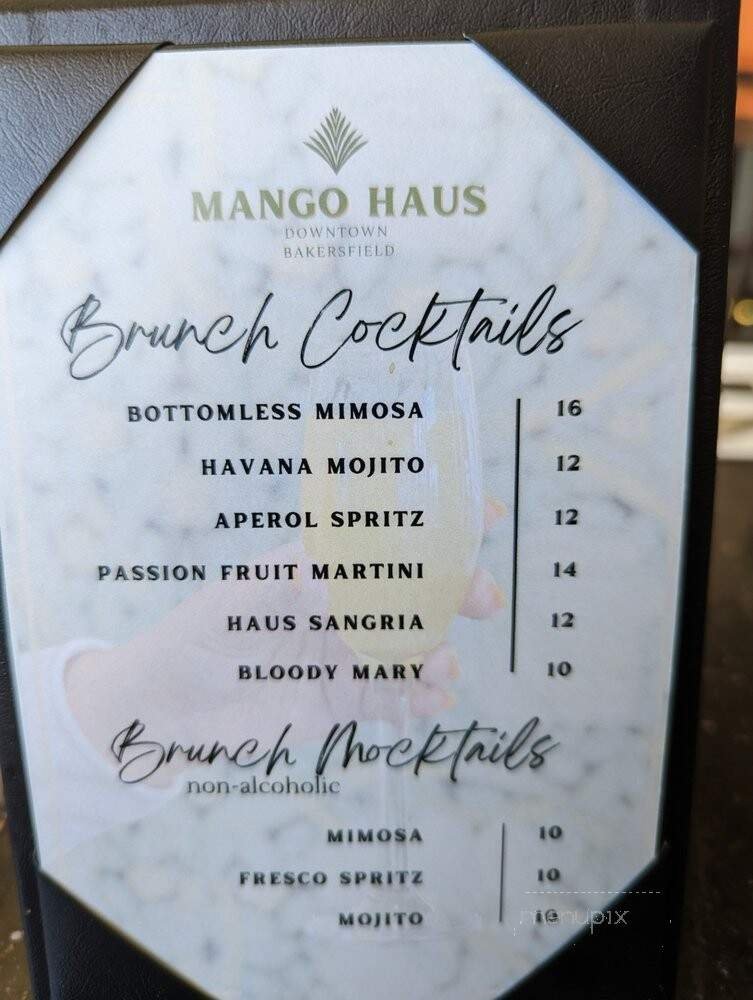 MANGO HAUS
DOWNTOWN
BAKERSFIELD
Brunch Cocktails
BOTTOMLESS MIMOSA 16
HAVANA MOJITO 12
APEROL SPRITZ 12
PASSION FRUIT MARTINI 14
HAUS SANGRIA 12
BLOODY MARY 10
Brunch Mocktails
non-alcoholic
MIMOSA 10
FRESCO SPRITZ 10
MOJITO
menupix